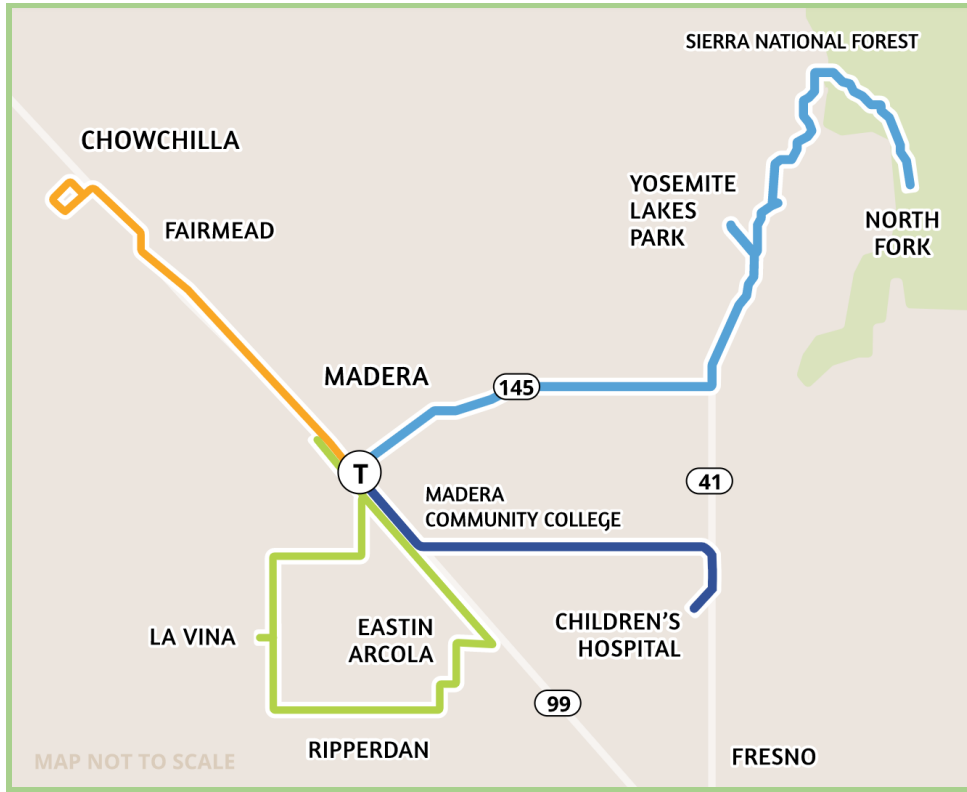 SIERRA NATIONAL FOREST
CHOWCHILLA
YOSEMITE
LAKES
PARK
FAIRMEAD
NORTH
FORK
MADERA
145
T
41
MADERA
COMMUNITY COLLEGE
LA VINA
EASTIN
ARCOLA
CHILDREN'S
HOSPITAL
99
RIPPERDAN
FRESNO
MAP NOT TO SCALE